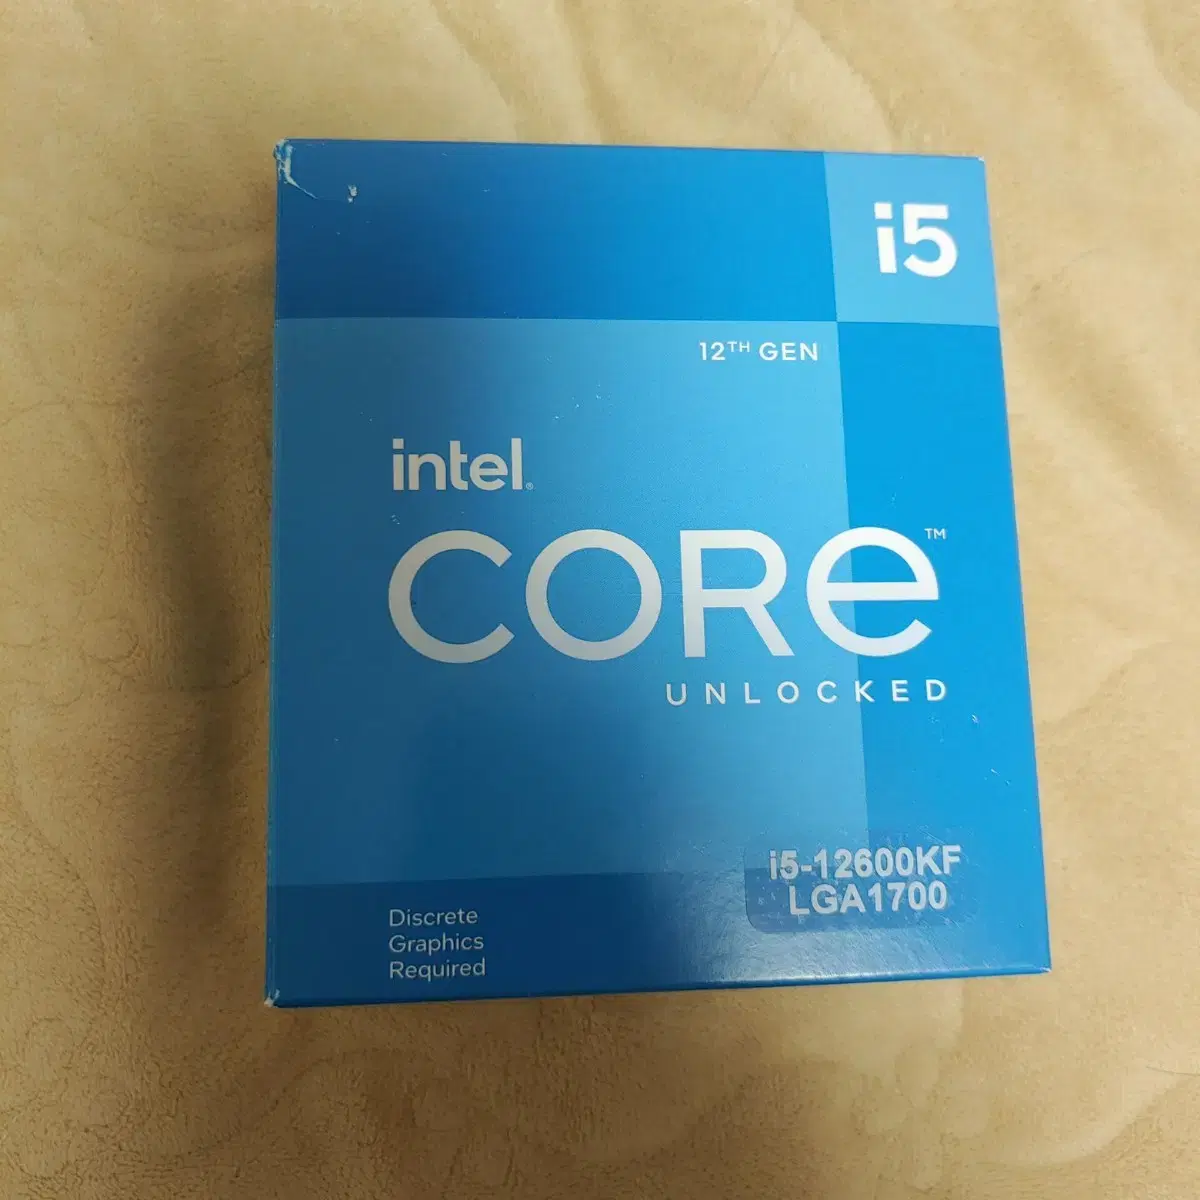 i5
12TH GEN
intel.
CORe™
UNLOCKED
i5-12600KF
LGA1700
Discrete
Graphics
Required